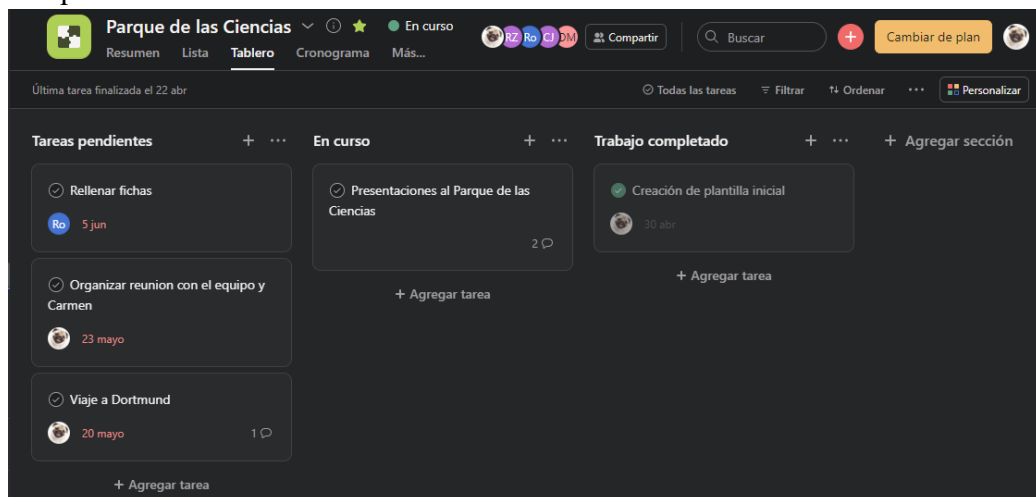 Parque de las Ciencias
En curso
RZ Ro CJ DM
Compartir
Buscar
Cambiar de plan
Resumen Lista Tablero Cronograma Más...
Última tarea finalizada el 22 abr
Todas las tareas Filtrar Ordenar ... Personalizar
Tareas pendientes
Rellenar fichas
Ro 5 jun
Organizar reunion con el equipo y
Carmen
23 mayo
Viaje a Dortmund
20 mayo 1
+ Agregar tarea
En curso
Presentaciones al Parque de las
Ciencias
2
+ Agregar tarea
Trabajo completado
Creación de plantilla inicial
30 abr
+ Agregar tarea
+ Agregar sección